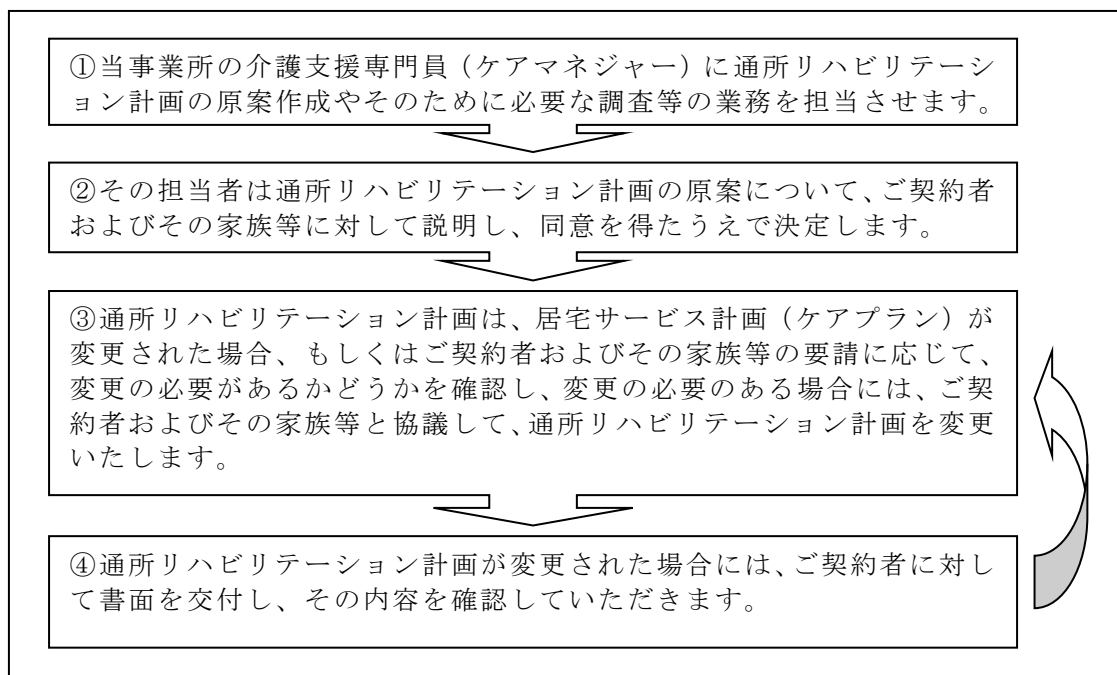 ①当事業所の介護支援専門員（ケアマネジャー）に通所リハビリテーシ
ョン計画の原案作成やそのために必要な調査等の業務を担当させます。
②その担当者は通所リハビリテーション計画の原案について、ご契約者
およびその家族等に対して説明し、同意を得たうえで決定します。
③通所リハビリテーション計画は、居宅サービス計画（ケアプラン）が
変更された場合、もしくはご契約者およびその家族等の要請に応じて、
変更の必要があるかどうかを確認し、変更の必要のある場合には、ご契
約者およびその家族等と協議して、通所リハビリテーション計画を変更
いたします。
④通所リハビリテーション計画が変更された場合には、ご契約者に対し
て書面を交付し、その内容を確認していただきます。